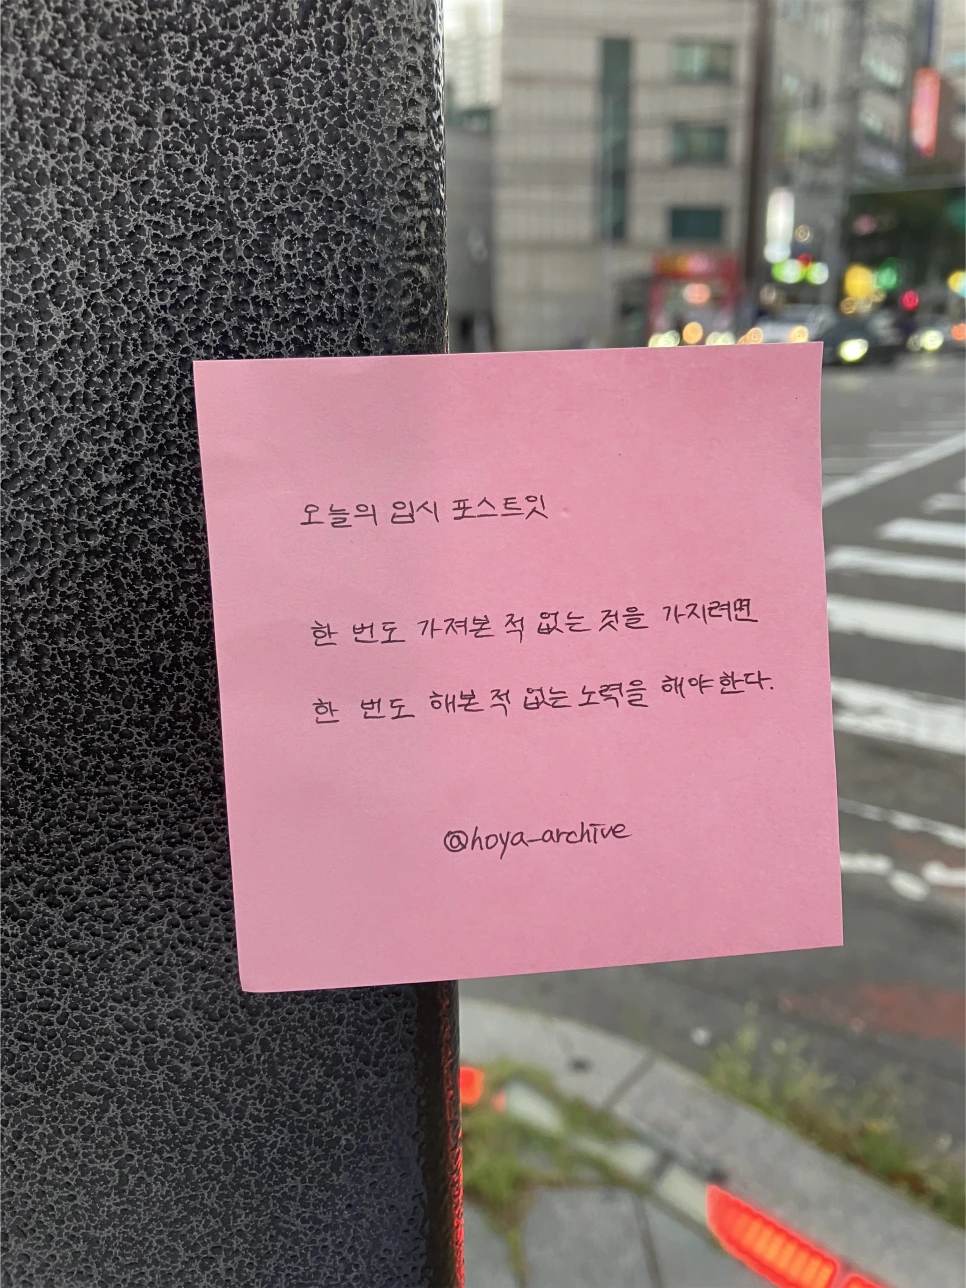 오늘의 입시 포스트잇
한 번도 가져본 적 없는 것을 가지려면
한 번도 해본 적 없는 노력을 해야한다.
@hoya_archive